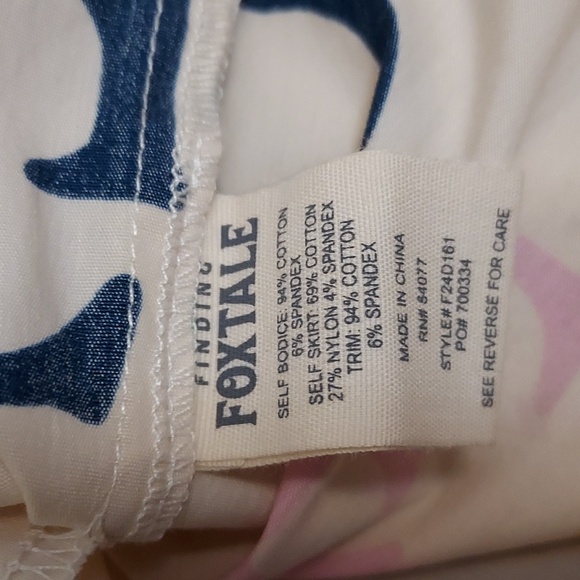 FINDING
FOXTALE
SELF BODICE: 94% COTTON
6% SPANDEX
SELF SKIRT: 69% COTTON
27% NYLON 4% SPANDEX
TRIM: 94% COTTON
6% SPANDEX
MADE IN CHINA
RN# 54077
STYLE# F24D161
PO# 700334
SEE REVERSE FOR CARE